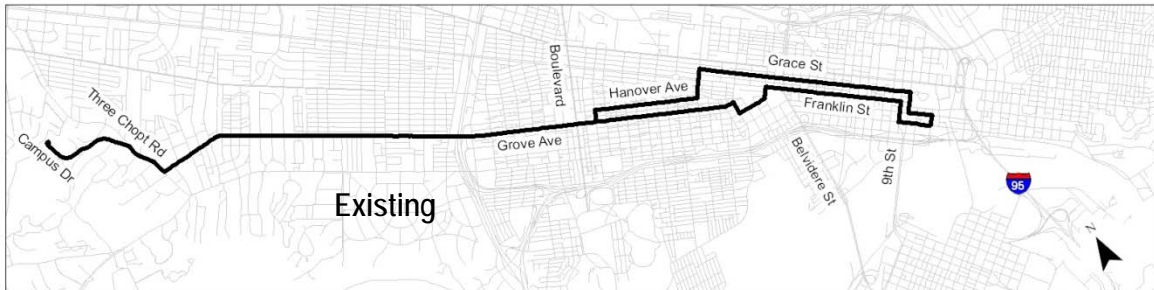 Grace St
Boulevard
Hanover Ave
Three Chopt Rd
Franklin St
Campus Dr
Grove Ave
Belvidere St
9th St
95
Existing
N